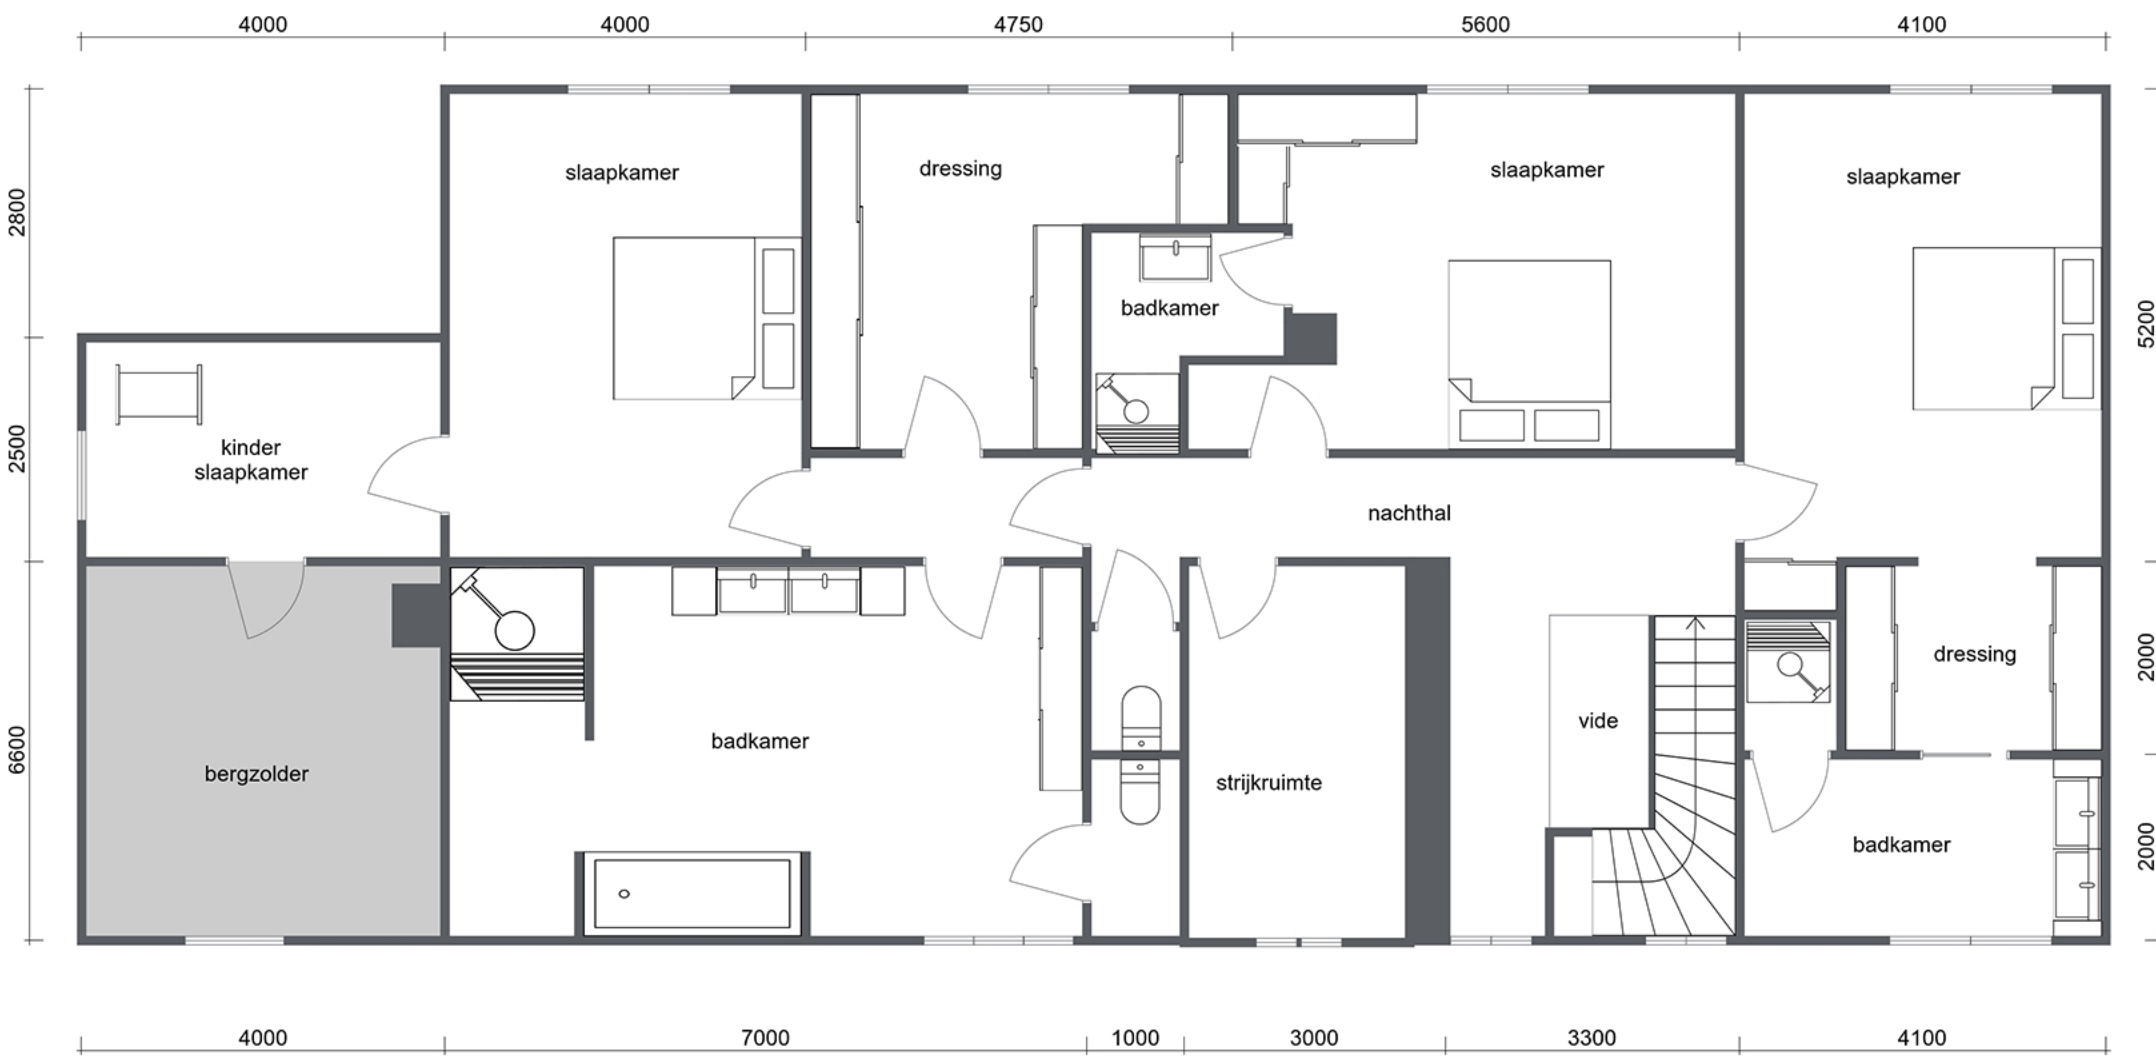 4000 4000 4750 5600 4100
slaapkamer
dressing
slaapkamer
slaapkamer
2800
badkamer
5200
kinder
slaapkamer
2500
nachthal
dressing
2000
vide
badkamer
6600
bergzolder
strijkruimte
badkamer
2000
4000 7000 1000 3000 3300 4100